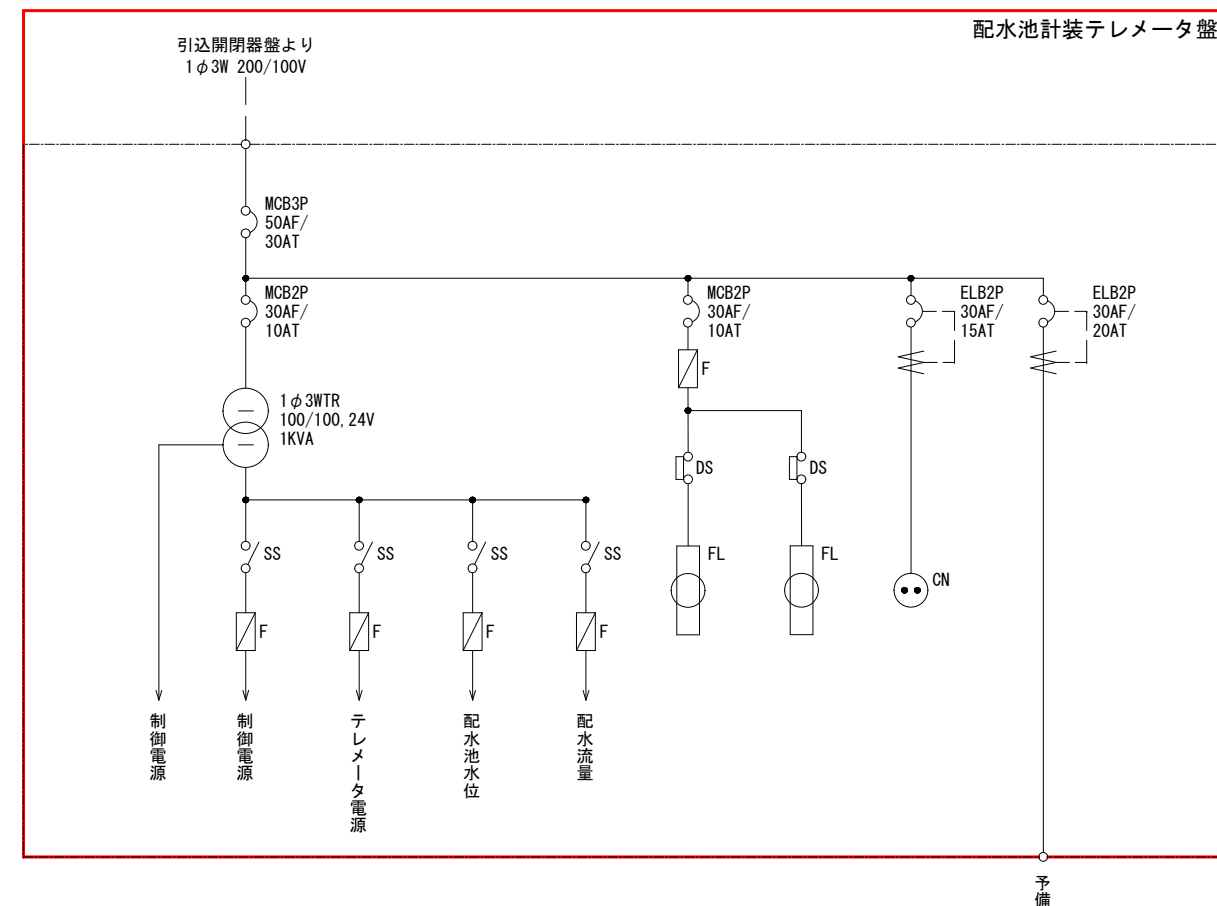 配水池計装テレメータ盤
引込開閉器盤より
1φ3W 200/100V
MCB3P
50AF/
30AT
MCB2P
30AF/
10AT
MCB2P
30AF/
10AT
ELB2P
30AF/
15AT
ELB2P
30AF/
20AT
F
1φ3WTR
100/100,24V
1KVA
DS
DS
SS
SS
SS
SS
FL
FL
CN
F
F
F
F
制御電源
制御電源
テレメータ電源
配水池水位
配水流量
予備